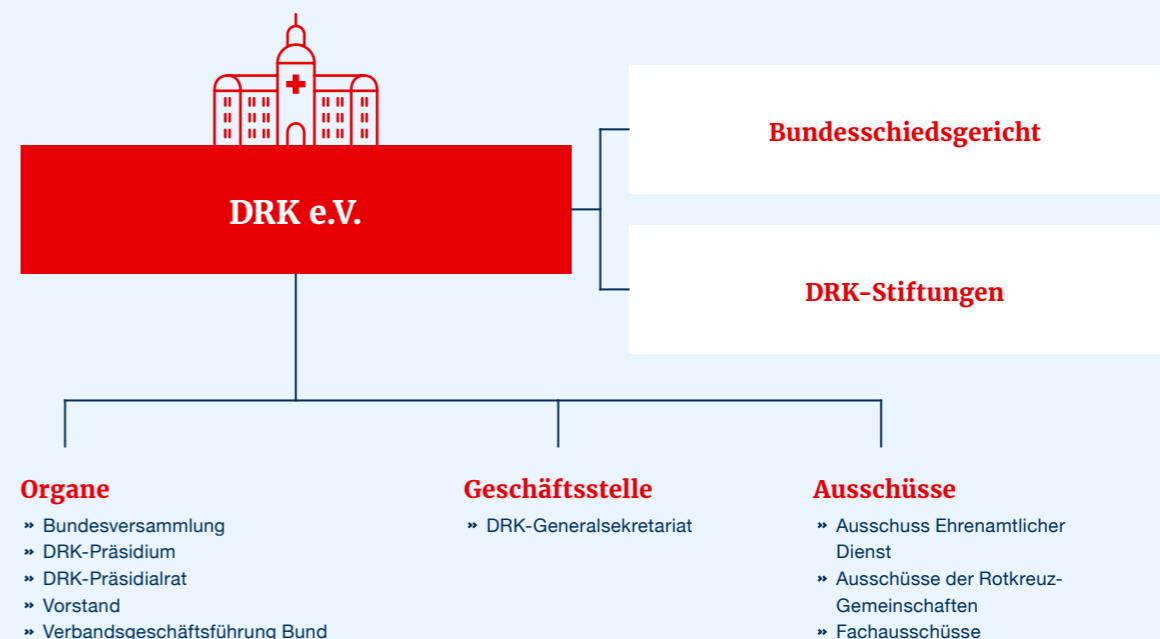 DRK e.V.
Bundesschiedsgericht
DRK-Stiftungen
Organe
» Bundesversammlung
» DRK-Präsidium
» DRK-Präsidialrat
» Vorstand
» Verbandsgeschäftsführung Bund
Geschäftsstelle
» DRK-Generalsekretariat
Ausschüsse
» Ausschuss Ehrenamtlicher
Dienst
» Ausschüsse der Rotkreuz-
Gemeinschaften
» Fachausschüsse